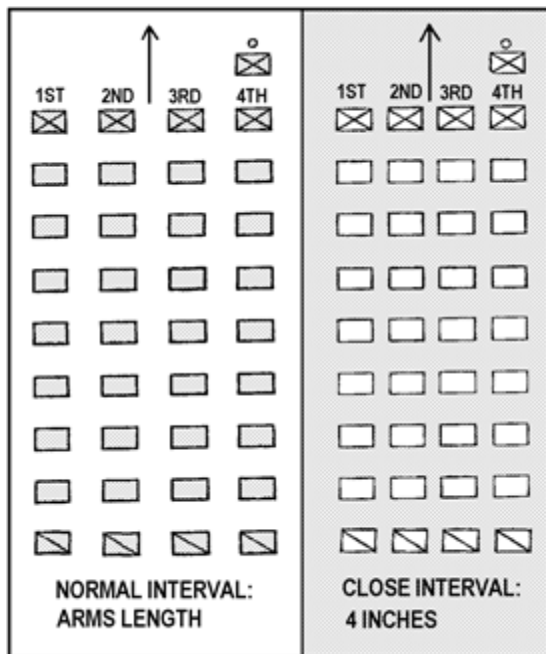 1ST 2ND 3RD 4TH
NORMAL INTERVAL:
ARMS LENGTH
1ST 2ND 3RD 4TH
CLOSE INTERVAL:
4 INCHES